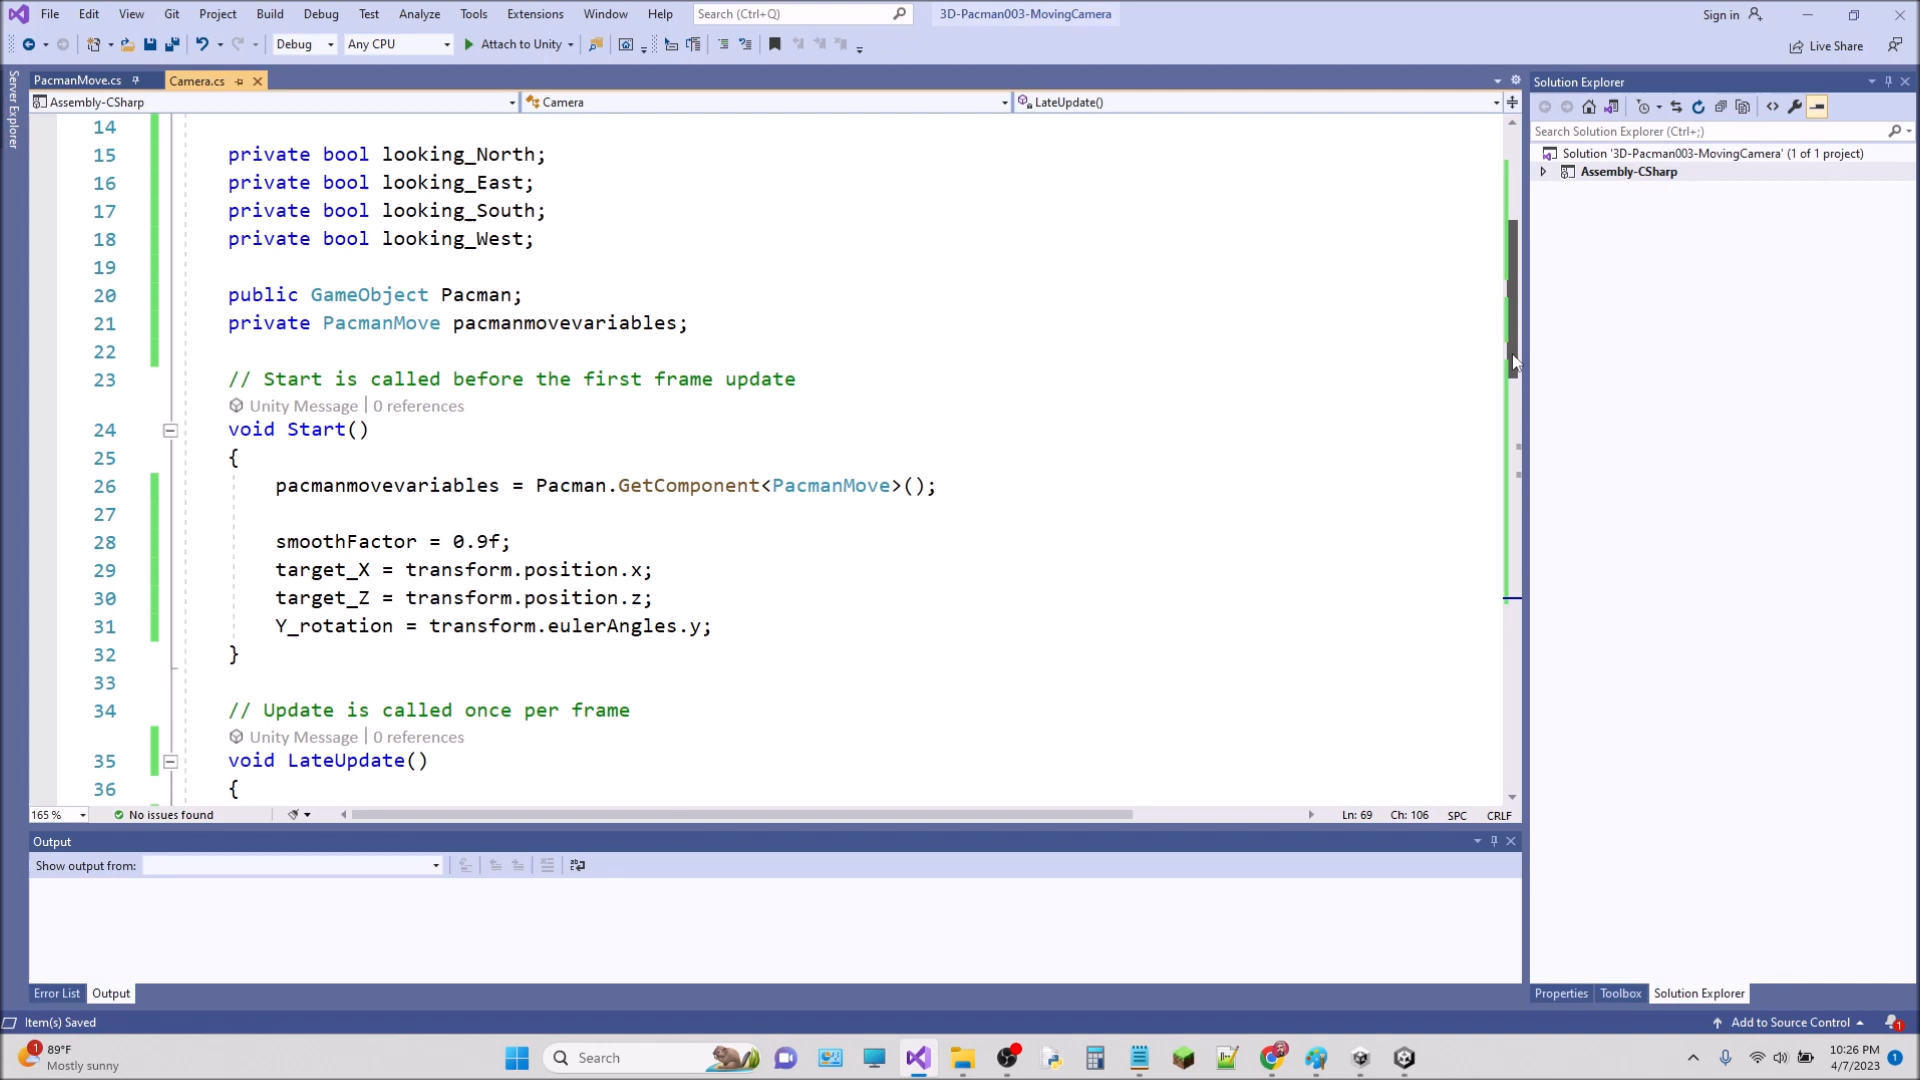 File Edit View Git Project Build Debug Test Analyze Tools Extensions Window Help Search (Ctrl+Q) 3D-Pacman003-MovingCamera Sign in
Debug Any CPU Attach to Unity Live Share
Server Explorer
PacmanMove.cs Camera.cs
Assembly-CSharp Camera LateUpdate()
14
15 private bool looking_North;
16 private bool looking_East;
17 private bool looking_South;
18 private bool looking_West;
19
20 public GameObject Pacman;
21 private PacmanMove pacmanmovevariables;
22
23 // Start is called before the first frame update
Unity Message | 0 references
24 void Start()
25 {
26 pacmanmovevariables = Pacman.GetComponent<PacmanMove>();
27
28 smoothFactor = 0.9f;
29 target_X = transform.position.x;
30 target_Z = transform.position.z;
31 Y_rotation = transform.eulerAngles.y;
32 }
33
34 // Update is called once per frame
Unity Message | 0 references
35 void LateUpdate()
36 {
165 % No issues found Ln: 69 Ch: 106 SPC CRLF
Output
Show output from:
Error List Output
Solution Explorer
Search Solution Explorer (Ctrl+;)
Solution '3D-Pacman003-MovingCamera' (1 of 1 project)
Assembly-CSharp
Properties Toolbox Solution Explorer
Item(s) Saved Add to Source Control 1
1 89°F
Mostly sunny
Search
10:26 PM
4/7/2023 1